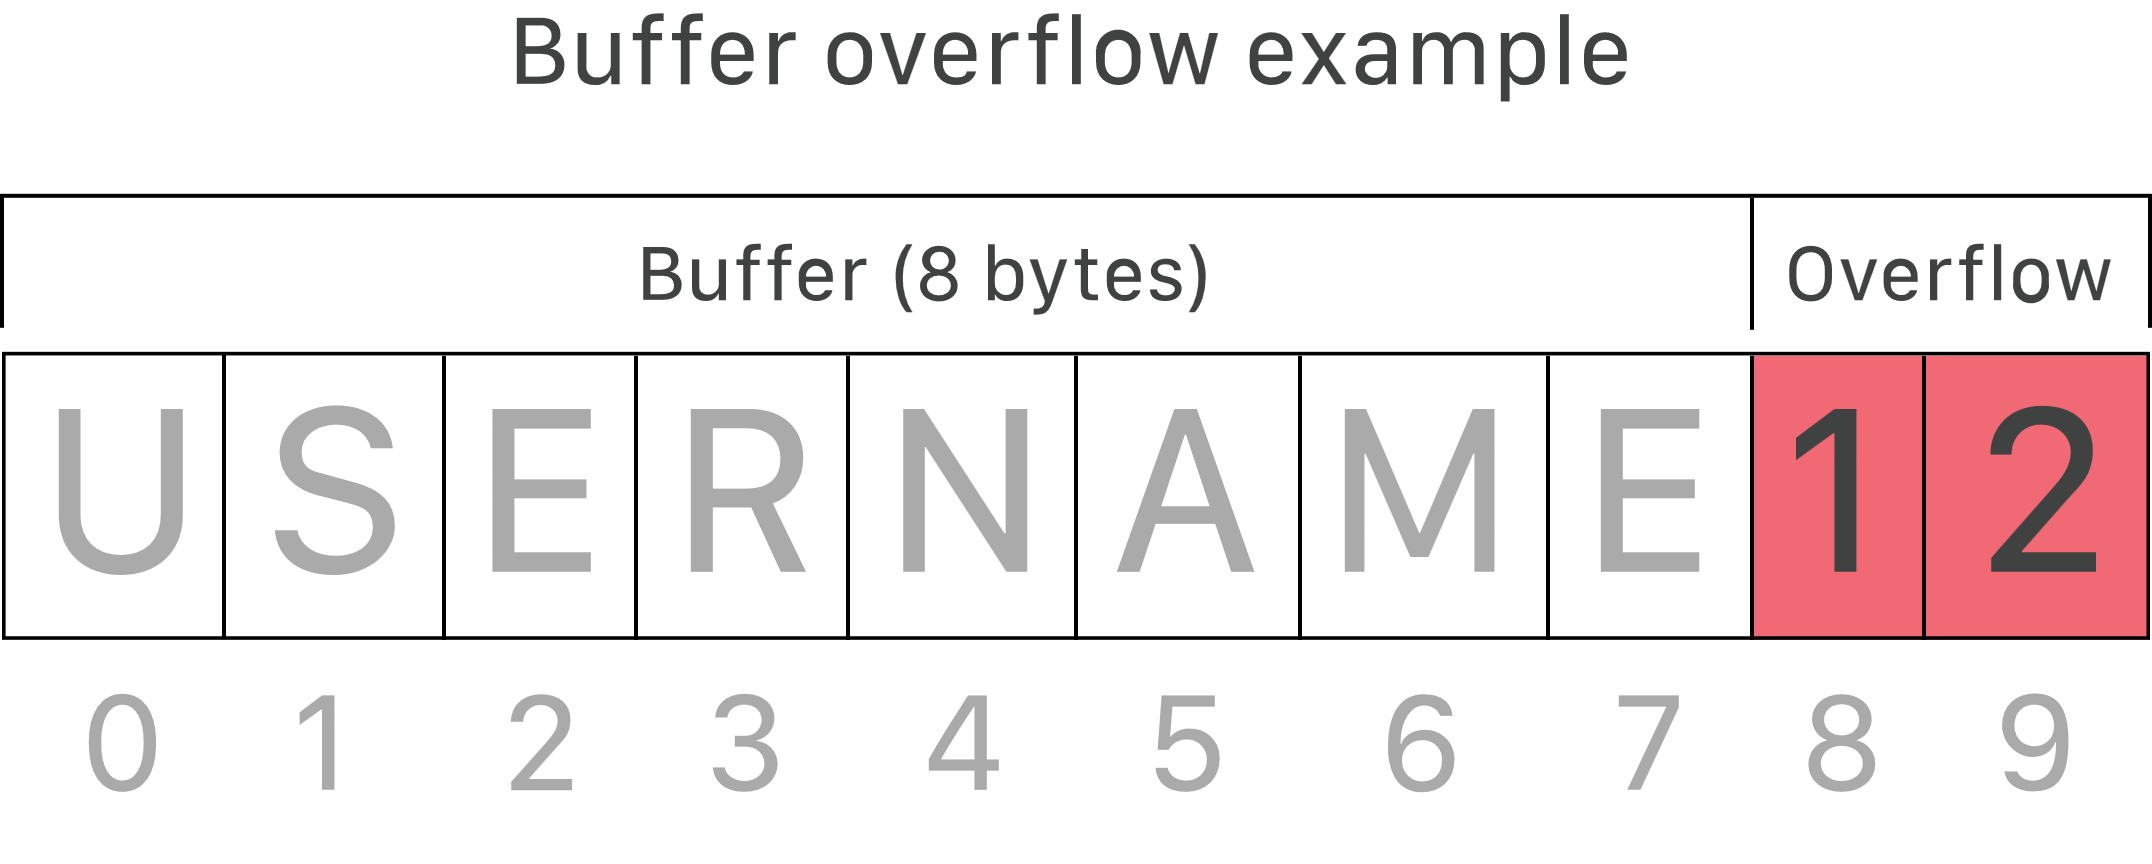 Buffer overflow example
Buffer (8 bytes) Overflow
U S E R N A M E 1 2
0 1 2 3 4 5 6 7 8 9